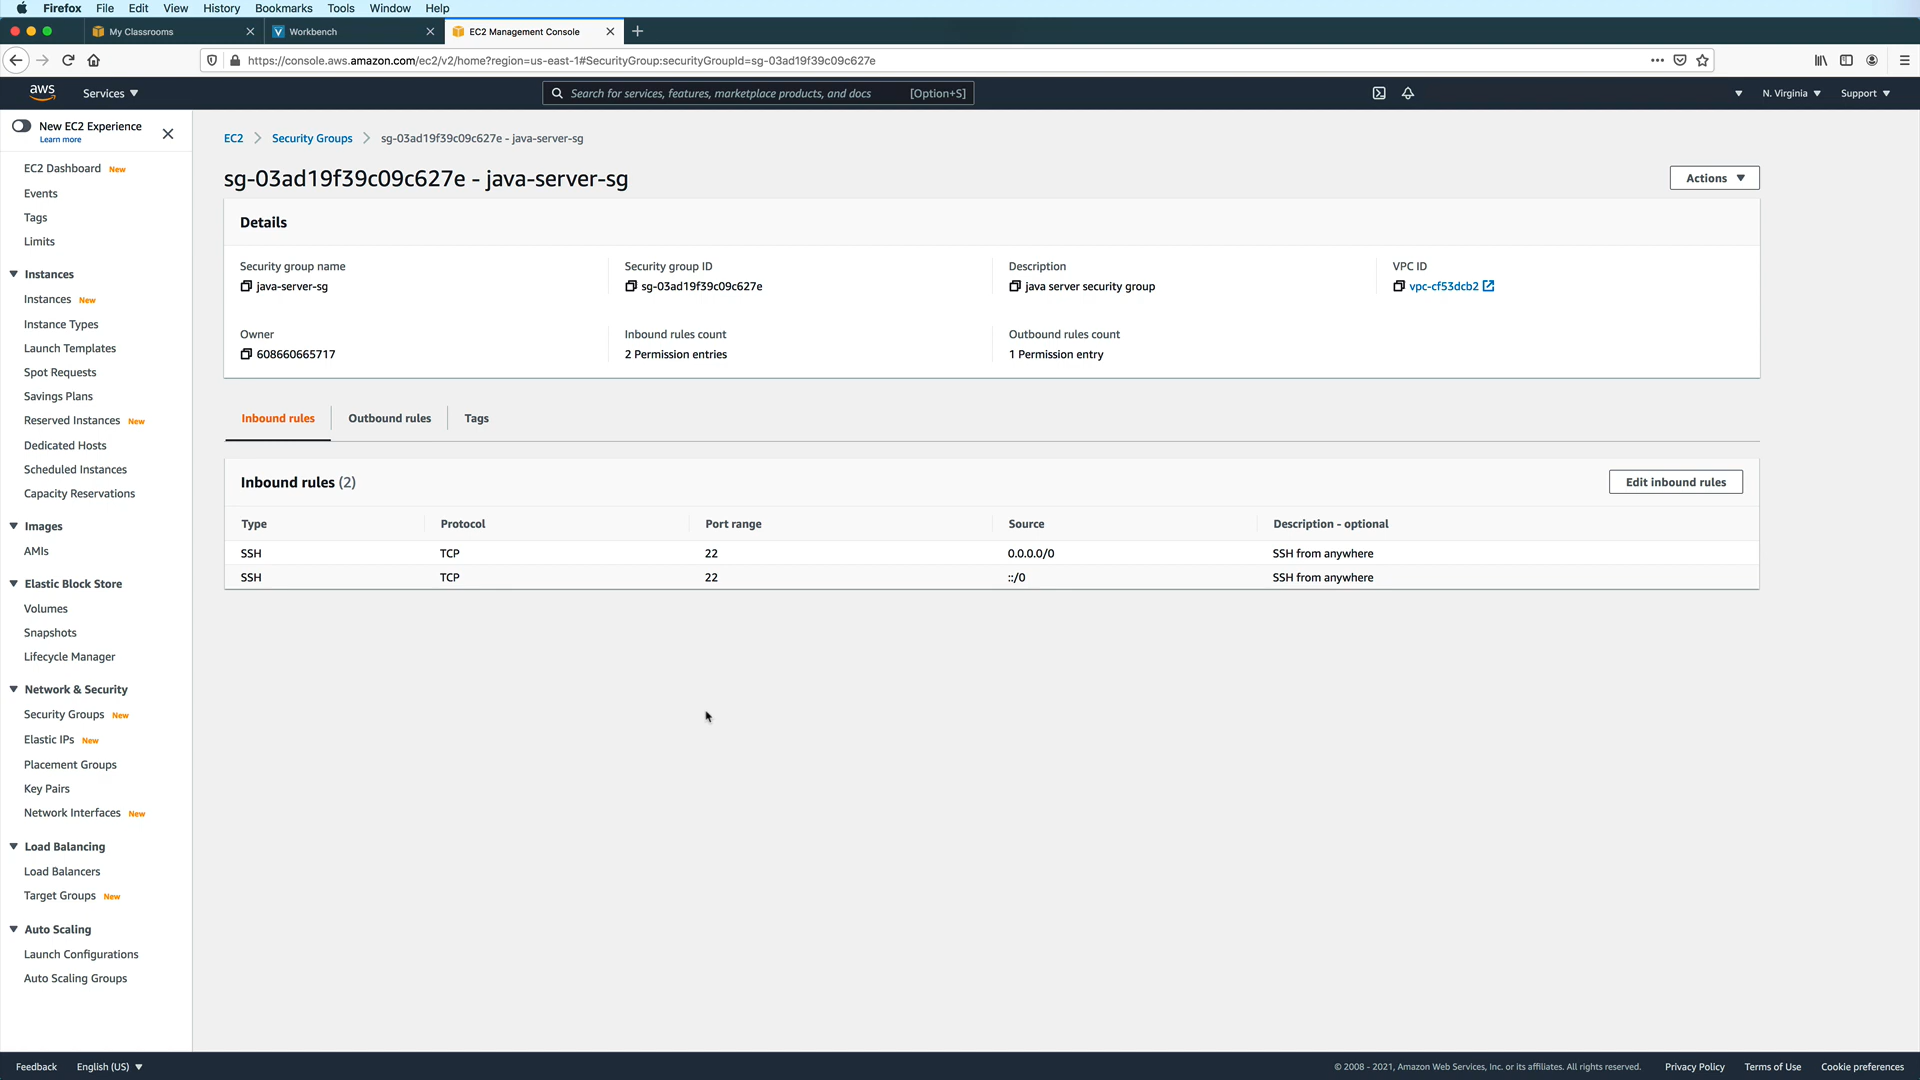 Firefox File Edit View History Bookmarks Tools Window Help
My Classrooms
Workbench
EC2 Management Console
https://console.aws.amazon.com/ec2/v2/home?region=us-east-1#SecurityGroup:securityGroupId=sg-03ad19f39c09c627e
aws Services ▼ Search for services, features, marketplace products, and docs [Option+S] N. Virginia ▼ Support ▼
New EC2 Experience
Learn more
EC2 Dashboard New
Events
Tags
Limits
Instances
Instances New
Instance Types
Launch Templates
Spot Requests
Savings Plans
Reserved Instances New
Dedicated Hosts
Scheduled Instances
Capacity Reservations
Images
AMIs
Elastic Block Store
Volumes
Snapshots
Lifecycle Manager
Network & Security
Security Groups New
Elastic IPs New
Placement Groups
Key Pairs
Network Interfaces New
Load Balancing
Load Balancers
Target Groups New
Auto Scaling
Launch Configurations
Auto Scaling Groups
EC2 > Security Groups > sg-03ad19f39c09c627e - java-server-sg
sg-03ad19f39c09c627e - java-server-sg
Actions ▼
Details
Security group name
java-server-sg
Security group ID
sg-03ad19f39c09c627e
Description
java server security group
VPC ID
vpc-cf53dcb2
Owner
608660665717
Inbound rules count
2 Permission entries
Outbound rules count
1 Permission entry
Inbound rules Outbound rules Tags
Inbound rules (2)
Edit inbound rules
Type Protocol Port range Source Description - optional
SSH TCP 22 0.0.0.0/0 SSH from anywhere
SSH TCP 22 ::/0 SSH from anywhere
Feedback English (US) ▼ © 2008 - 2021, Amazon Web Services, Inc. or its affiliates. All rights reserved. Privacy Policy Terms of Use Cookie preferences